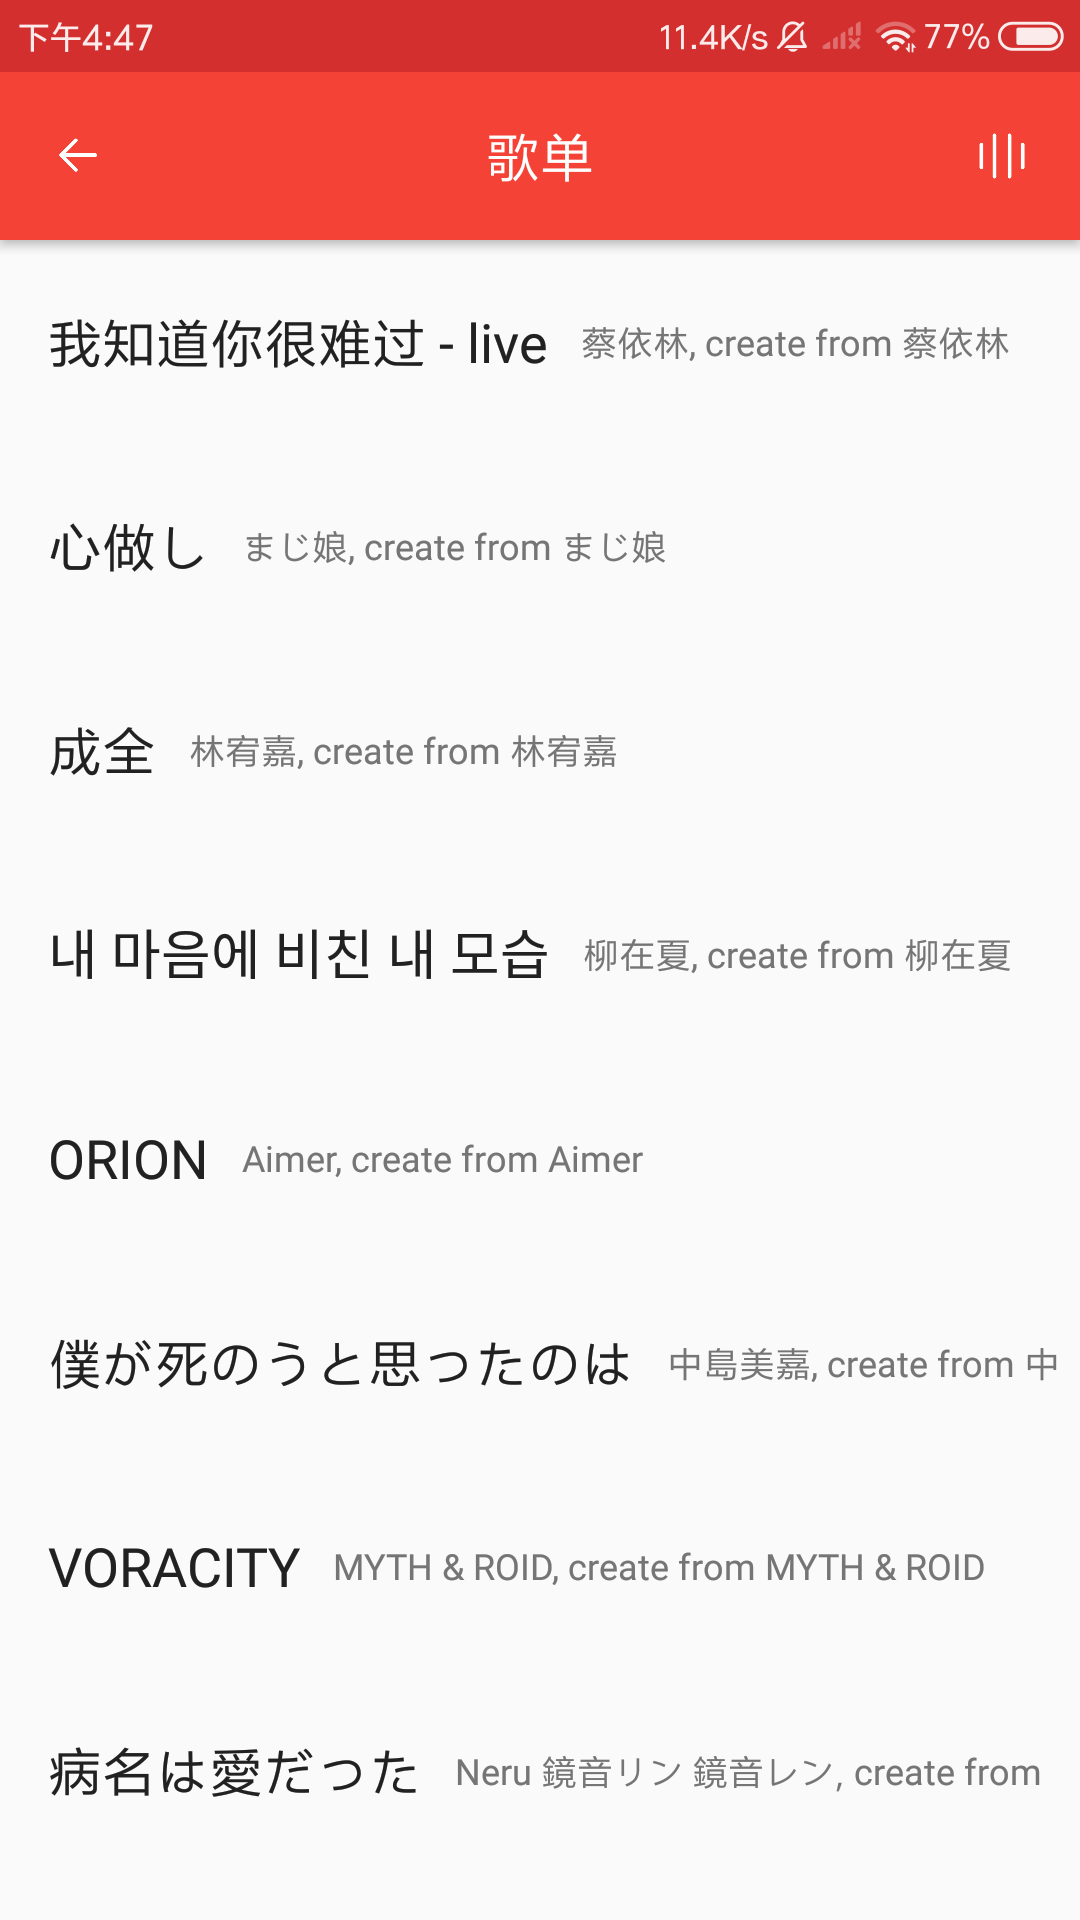 下午4:47 11.4K/s 77%
歌单
我知道你很难过 - live 蔡依林, create from 蔡依林
心做し まじ娘, create from まじ娘
成全 林宥嘉, create from 林宥嘉
내 마음에 비친 내 모습 柳在夏, create from 柳在夏
ORION Aimer, create from Aimer
僕が死のうと思ったのは 中島美嘉, create from 中
VORACITY MYTH & ROID, create from MYTH & ROID
病名は愛だった Neru 鏡音リン 鏡音レン, create from